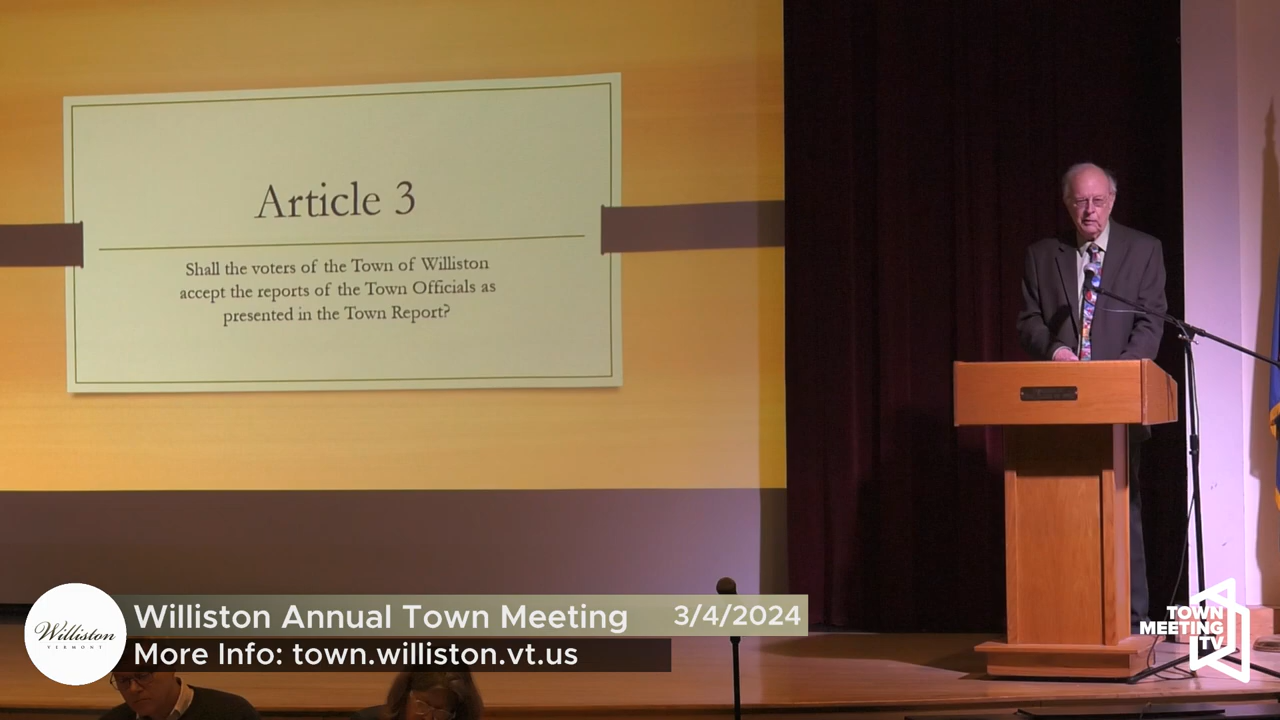 Article 3
Shall the voters of the Town of Williston
accept the reports of the Town Officials as
presented in the Town Report?
Williston
VERMONT
Williston Annual Town Meeting 3/4/2024
More Info: town.williston.vt.us
TOWN
MEETING
TV